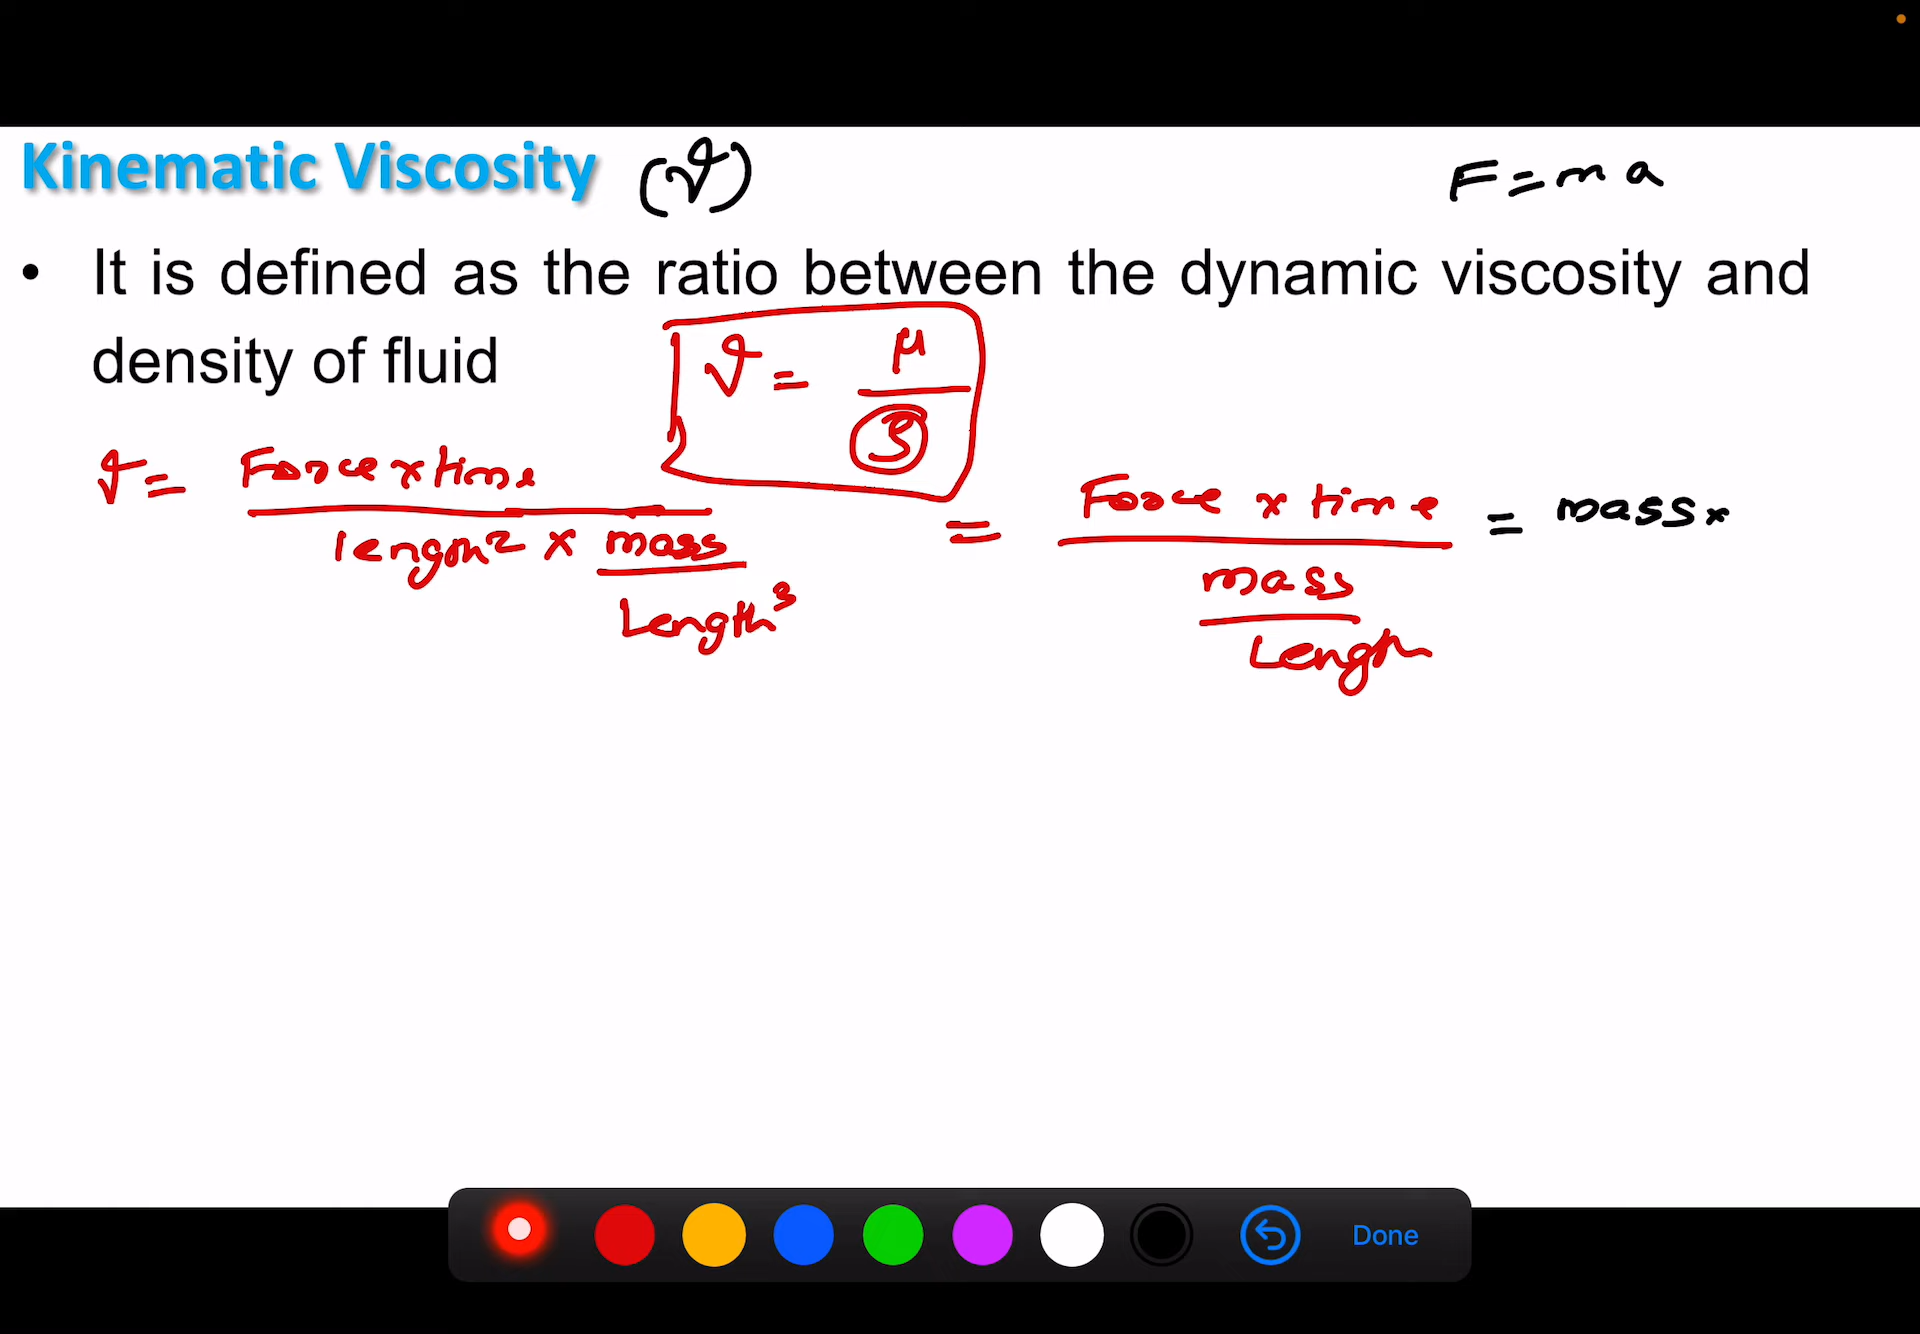 Kinematic Viscosity (ϑ)
F = m a
• It is defined as the ratio between the dynamic viscosity and
density of fluid
ϑ = μ / ρ
ϑ = Force x time / length² x mass / Length³ = Force x time / mass / Length = mass x
Done